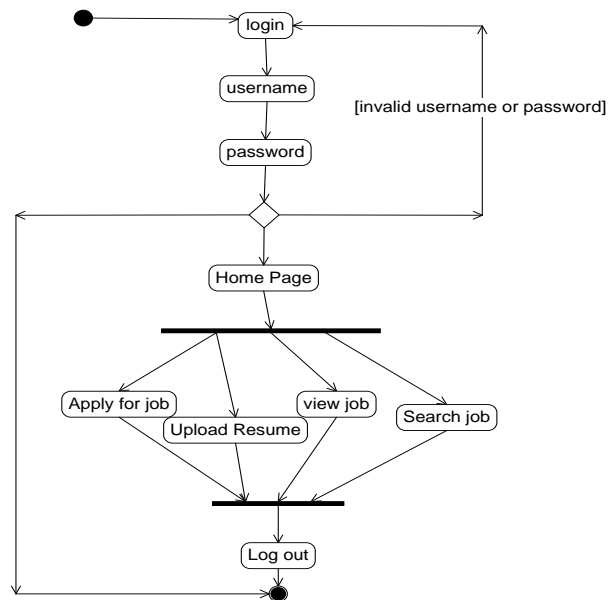 login
username
[invalid username or password]
password
Home Page
Apply for job
view job
Search job
Upload Resume
Log out